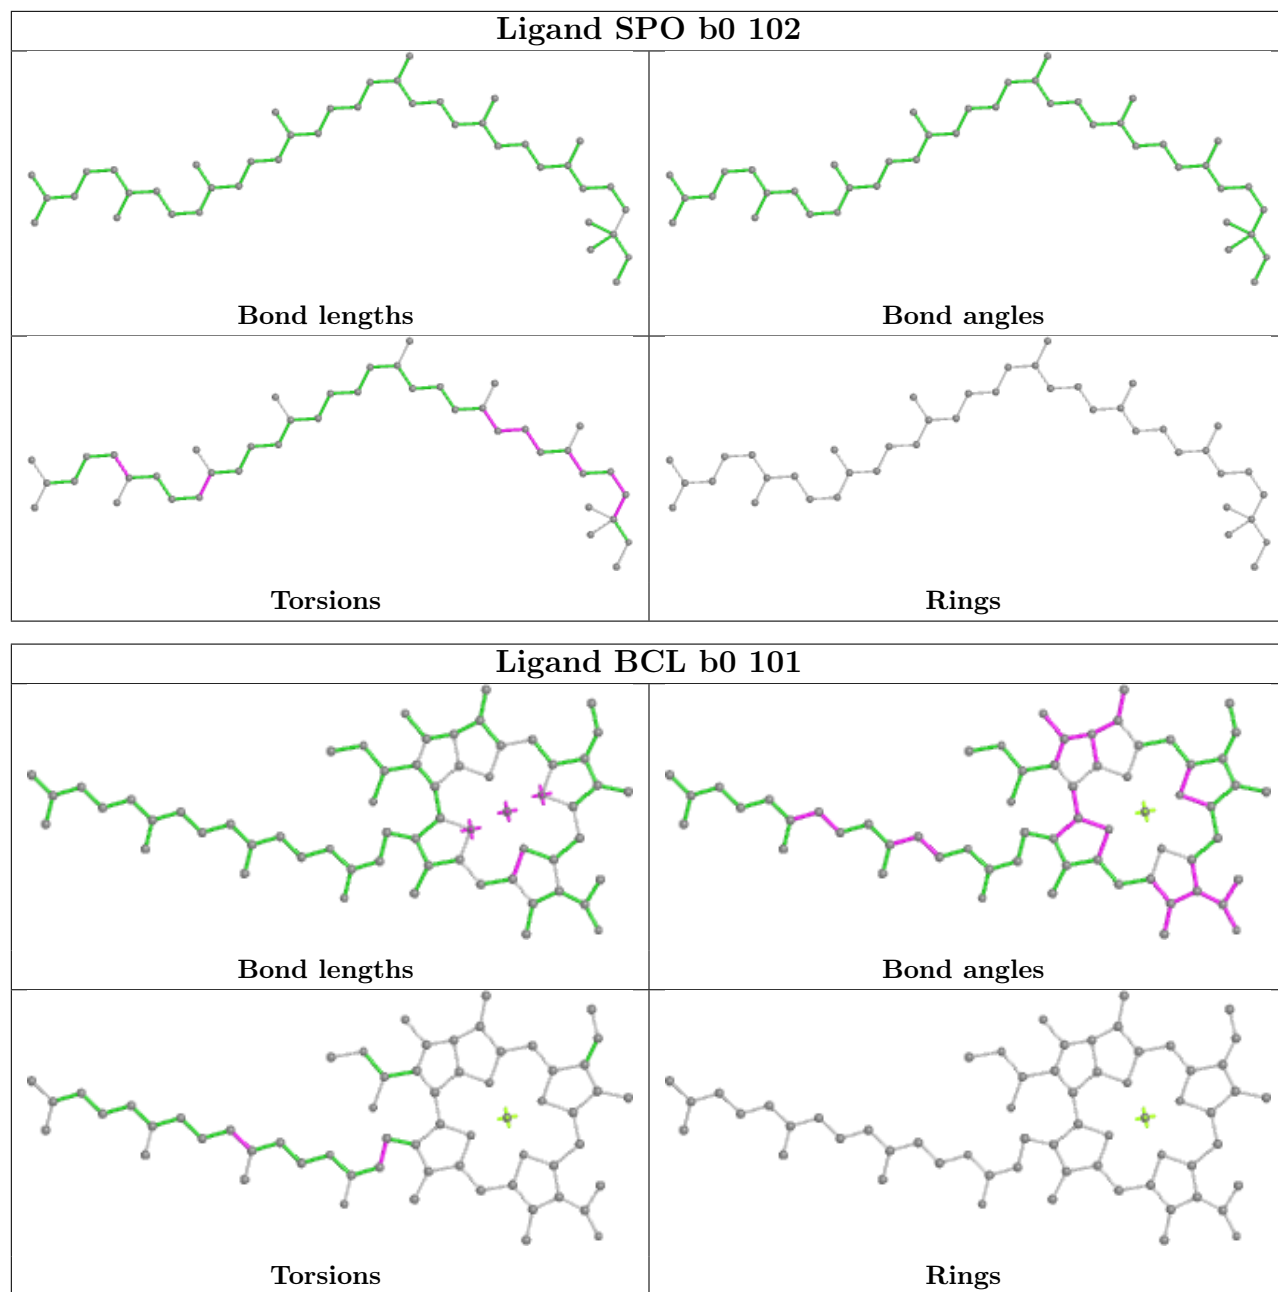 Ligand SPO b0 102
Bond lengths
Bond angles
Torsions
Rings
Ligand BCL b0 101
Bond lengths
Bond angles
Torsions
Rings